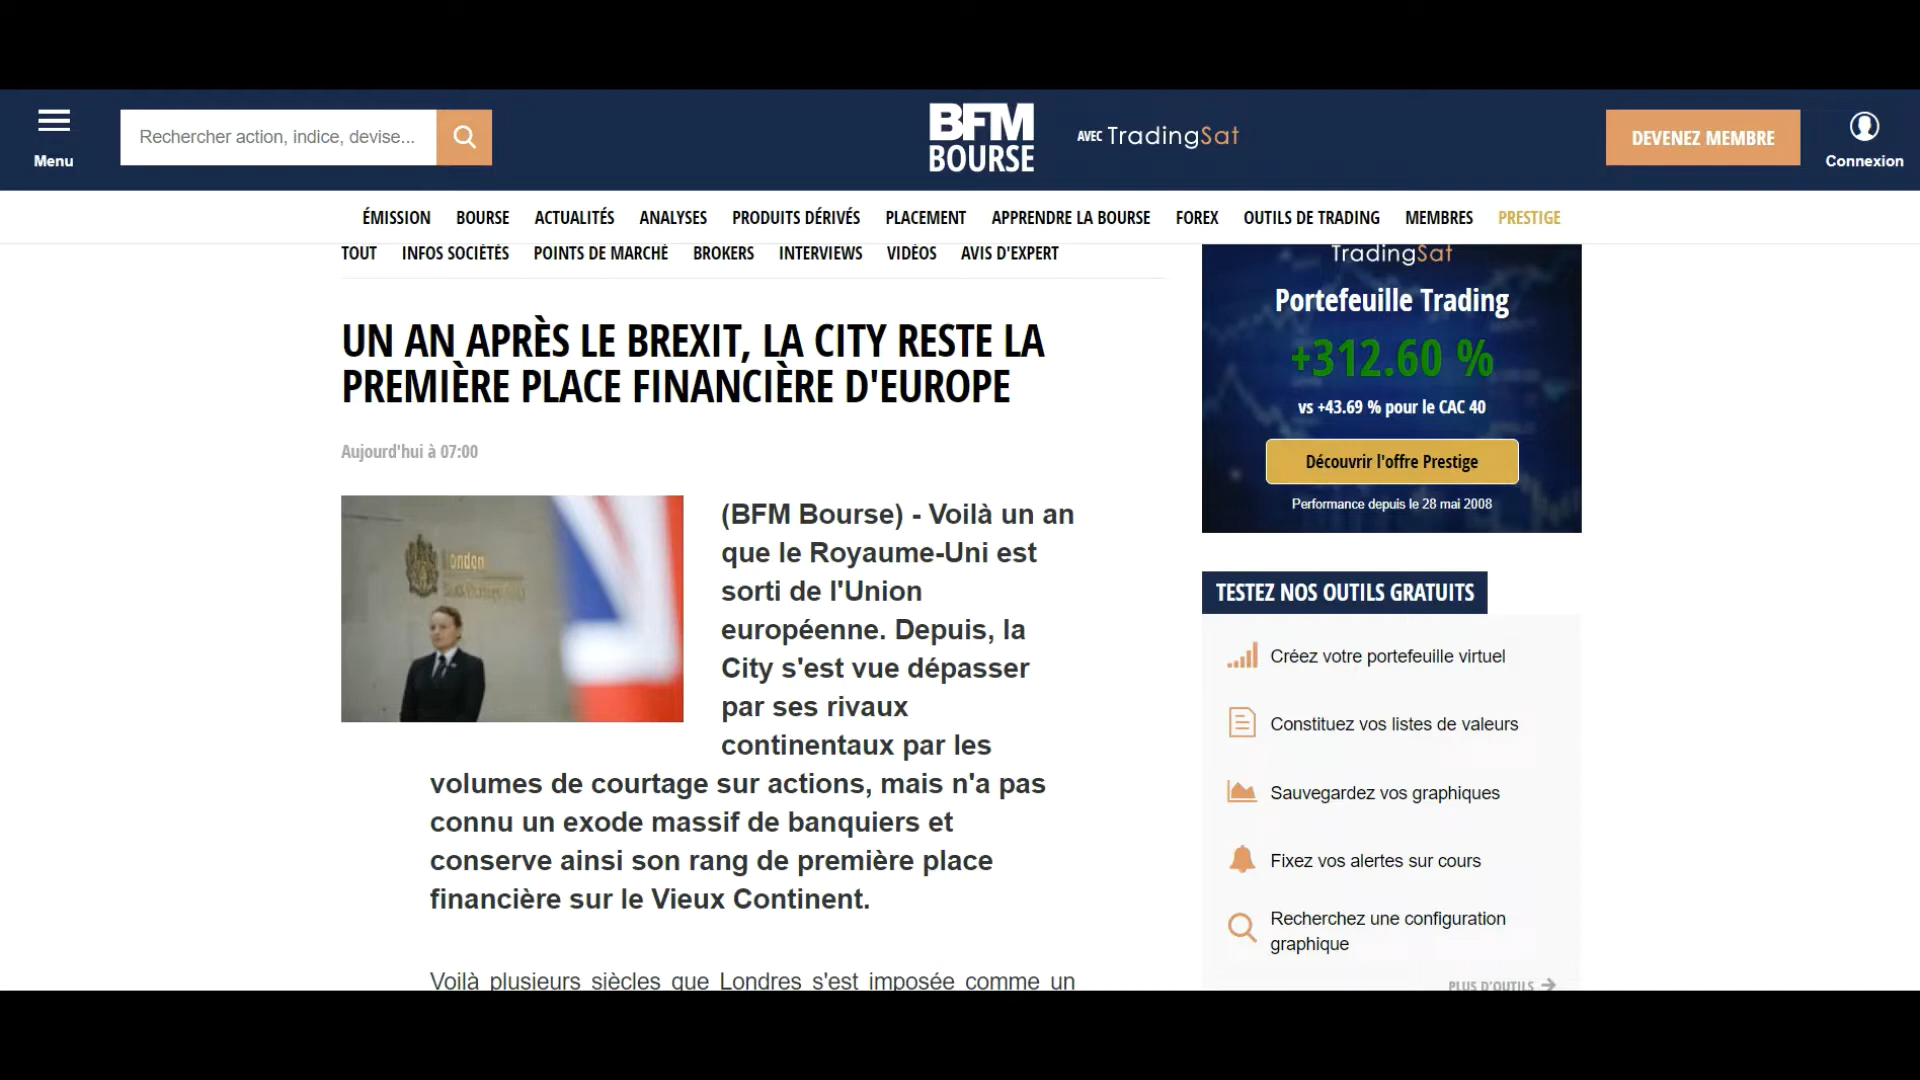 Menu
Rechercher action, indice, devise...
BFM
BOURSE
AVEC TradingSat
DEVENEZ MEMBRE
Connexion
ÉMISSION BOURSE ACTUALITÉS ANALYSES PRODUITS DÉRIVÉS PLACEMENT APPRENDRE LA BOURSE FOREX OUTILS DE TRADING MEMBRES PRESTIGE
TOUT INFOS SOCIÉTÉS POINTS DE MARCHÉ BROKERS INTERVIEWS VIDÉOS AVIS D'EXPERT
UN AN APRÈS LE BREXIT, LA CITY RESTE LA
PREMIÈRE PLACE FINANCIÈRE D'EUROPE
Aujourd'hui à 07:00
London
(BFM Bourse) - Voilà un an
que le Royaume-Uni est
sorti de l'Union
européenne. Depuis, la
City s'est vue dépasser
par ses rivaux
continentaux par les
volumes de courtage sur actions, mais n'a pas
connu un exode massif de banquiers et
conserve ainsi son rang de première place
financière sur le Vieux Continent.
Voilà plusieurs siècles que Londres s'est imposée comme un
TradingSat
Portefeuille Trading
+312.60 %
vs +43.69 % pour le CAC 40
Découvrir l'offre Prestige
Performance depuis le 28 mai 2008
TESTEZ NOS OUTILS GRATUITS
Créez votre portefeuille virtuel
Constituez vos listes de valeurs
Sauvegardez vos graphiques
Fixez vos alertes sur cours
Recherchez une configuration
graphique
PLUS D'OUTILS